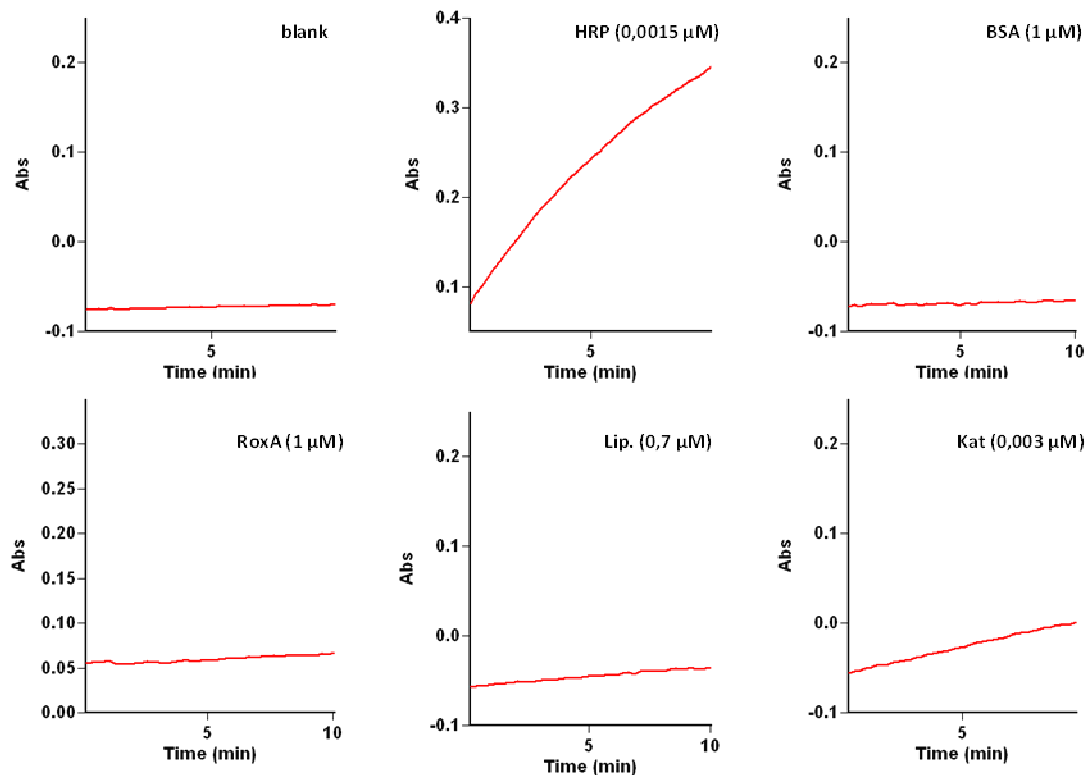 blank
0.2
0.1
0.0
-0.1
Abs
5
Time (min)
HRP (0,0015 µM)
0.4
0.3
0.2
0.1
Abs
5
Time (min)
BSA (1 µM)
0.2
0.1
0.0
-0.1
Abs
5 10
Time (min)
RoxA (1 µM)
0.30
0.25
0.20
0.15
0.10
0.05
0.00
Abs
5 10
Time (min)
Lip. (0,7 µM)
0.2
0.1
0.0
-0.1
Abs
5 10
Time (min)
Kat (0,003 µM)
0.2
0.1
0.0
-0.1
Abs
5
Time (min)